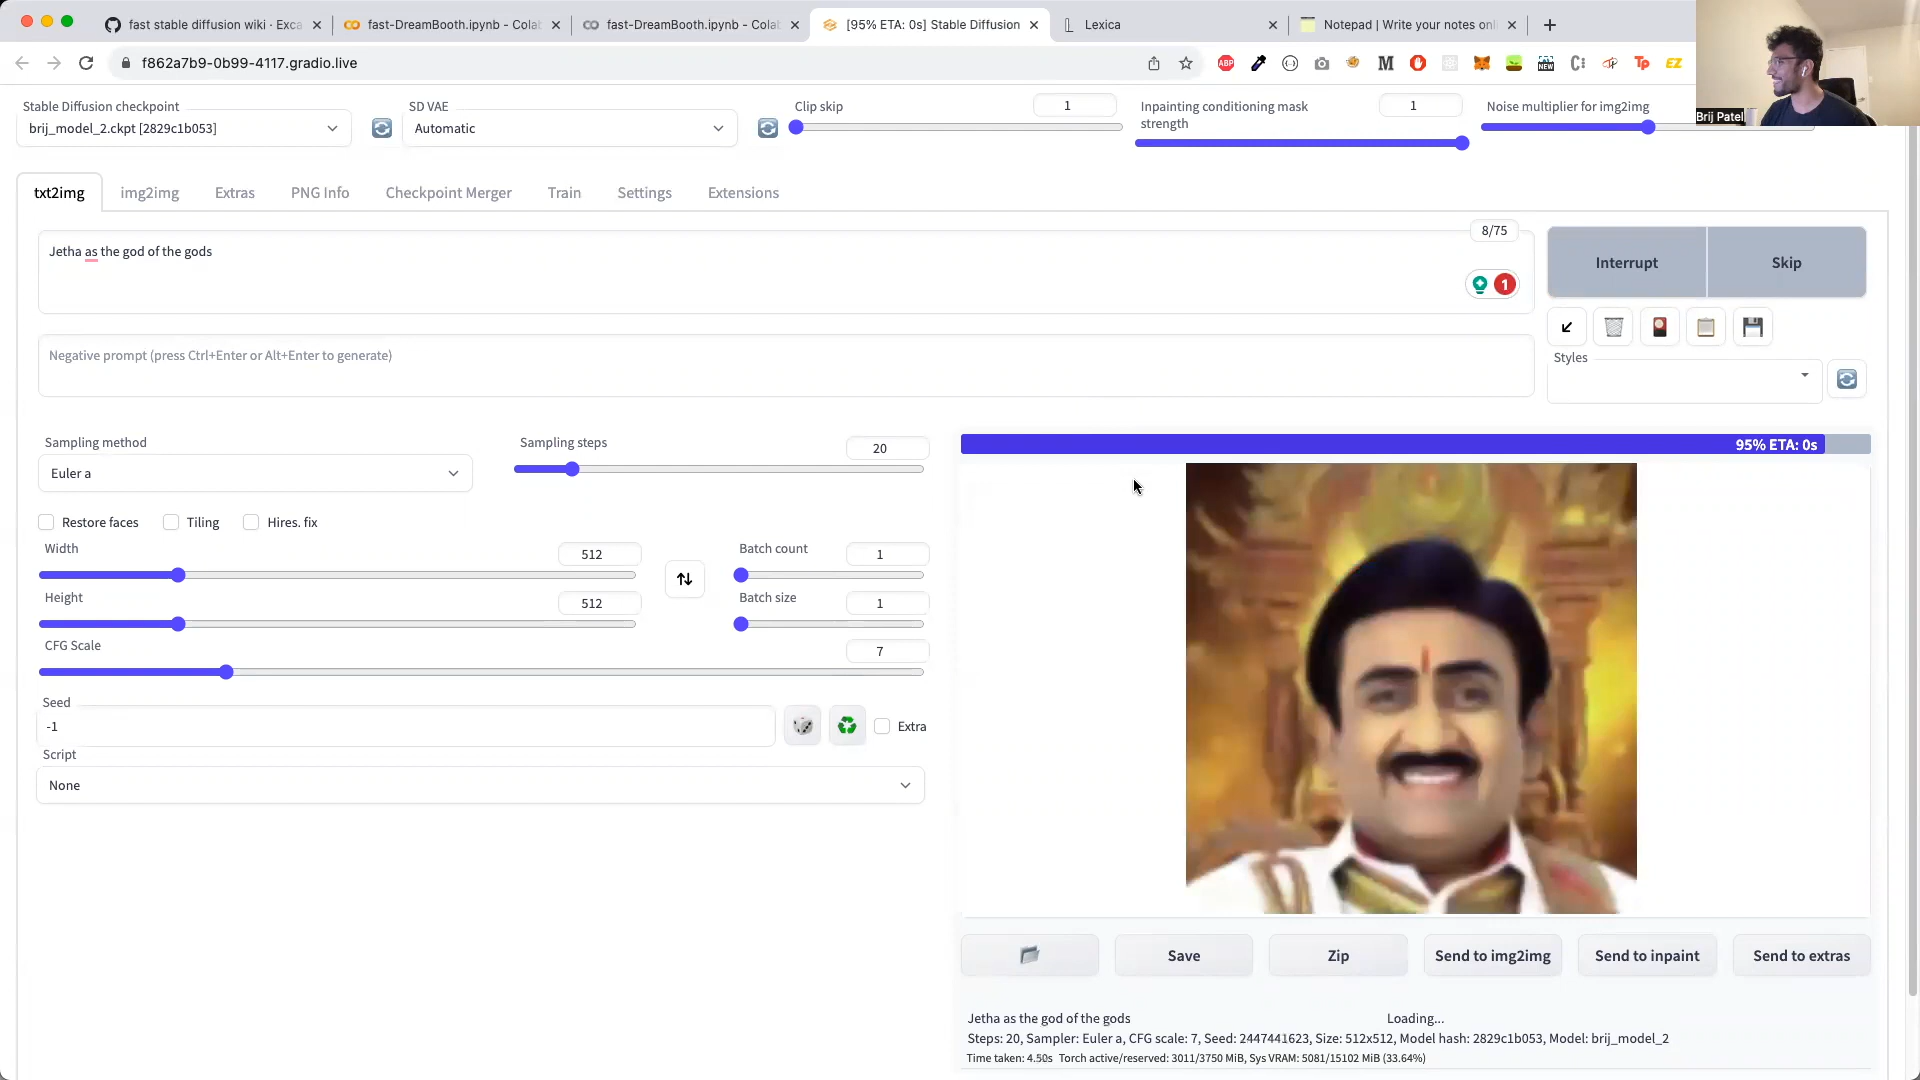 fast stable diffusion wiki · Exca
fast-DreamBooth.ipynb - Colab
fast-DreamBooth.ipynb - Colab
[95% ETA: 0s] Stable Diffusion
Lexica
Notepad | Write your notes onl
f862a7b9-0b99-4117.gradio.live
ABP
M
NEW
Tp
EZ
Brij Patel
Stable Diffusion checkpoint
brij_model_2.ckpt [2829c1b053]
SD VAE
Automatic
Clip skip
1
Inpainting conditioning mask
strength
1
Noise multiplier for img2img
txt2img
img2img
Extras
PNG Info
Checkpoint Merger
Train
Settings
Extensions
8/75
Jetha as the god of the gods
1
Interrupt
Skip
Negative prompt (press Ctrl+Enter or Alt+Enter to generate)
Styles
Sampling method
Euler a
Sampling steps
20
95% ETA: 0s
Restore faces
Tiling
Hires. fix
Width
512
Batch count
1
Height
512
Batch size
1
CFG Scale
7
Seed
-1
Extra
Script
None
Save
Zip
Send to img2img
Send to inpaint
Send to extras
Jetha as the god of the gods
Loading...
Steps: 20, Sampler: Euler a, CFG scale: 7, Seed: 2447441623, Size: 512x512, Model hash: 2829c1b053, Model: brij_model_2
Time taken: 4.50s Torch active/reserved: 3011/3750 MiB, Sys VRAM: 5081/15102 MiB (33.64%)